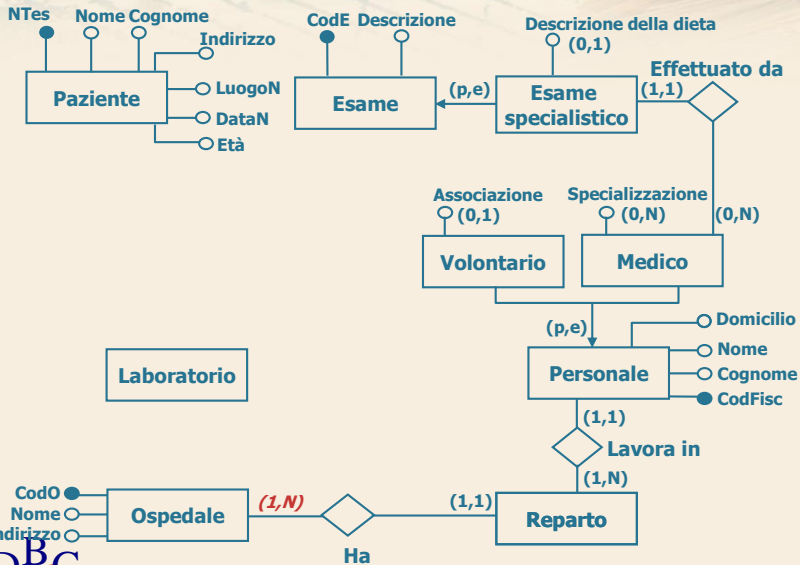 NTes
Nome Cognome
Indirizzo
LuogoN
DataN
Età
Paziente
CodE Descrizione
Esame
(p,e)
Descrizione della dieta
(0,1)
Esame
specialistico
(1,1)
Effettuato da
(0,N)
Associazione
(0,1)
Volontario
Specializzazione
(0,N)
Medico
(p,e)
Domicilio
Nome
Cognome
CodFisc
Personale
(1,1)
Lavora in
(1,N)
Laboratorio
CodO
Nome
ndirizzo
Ospedale
(1,N)
Ha
(1,1)
Reparto
DBG